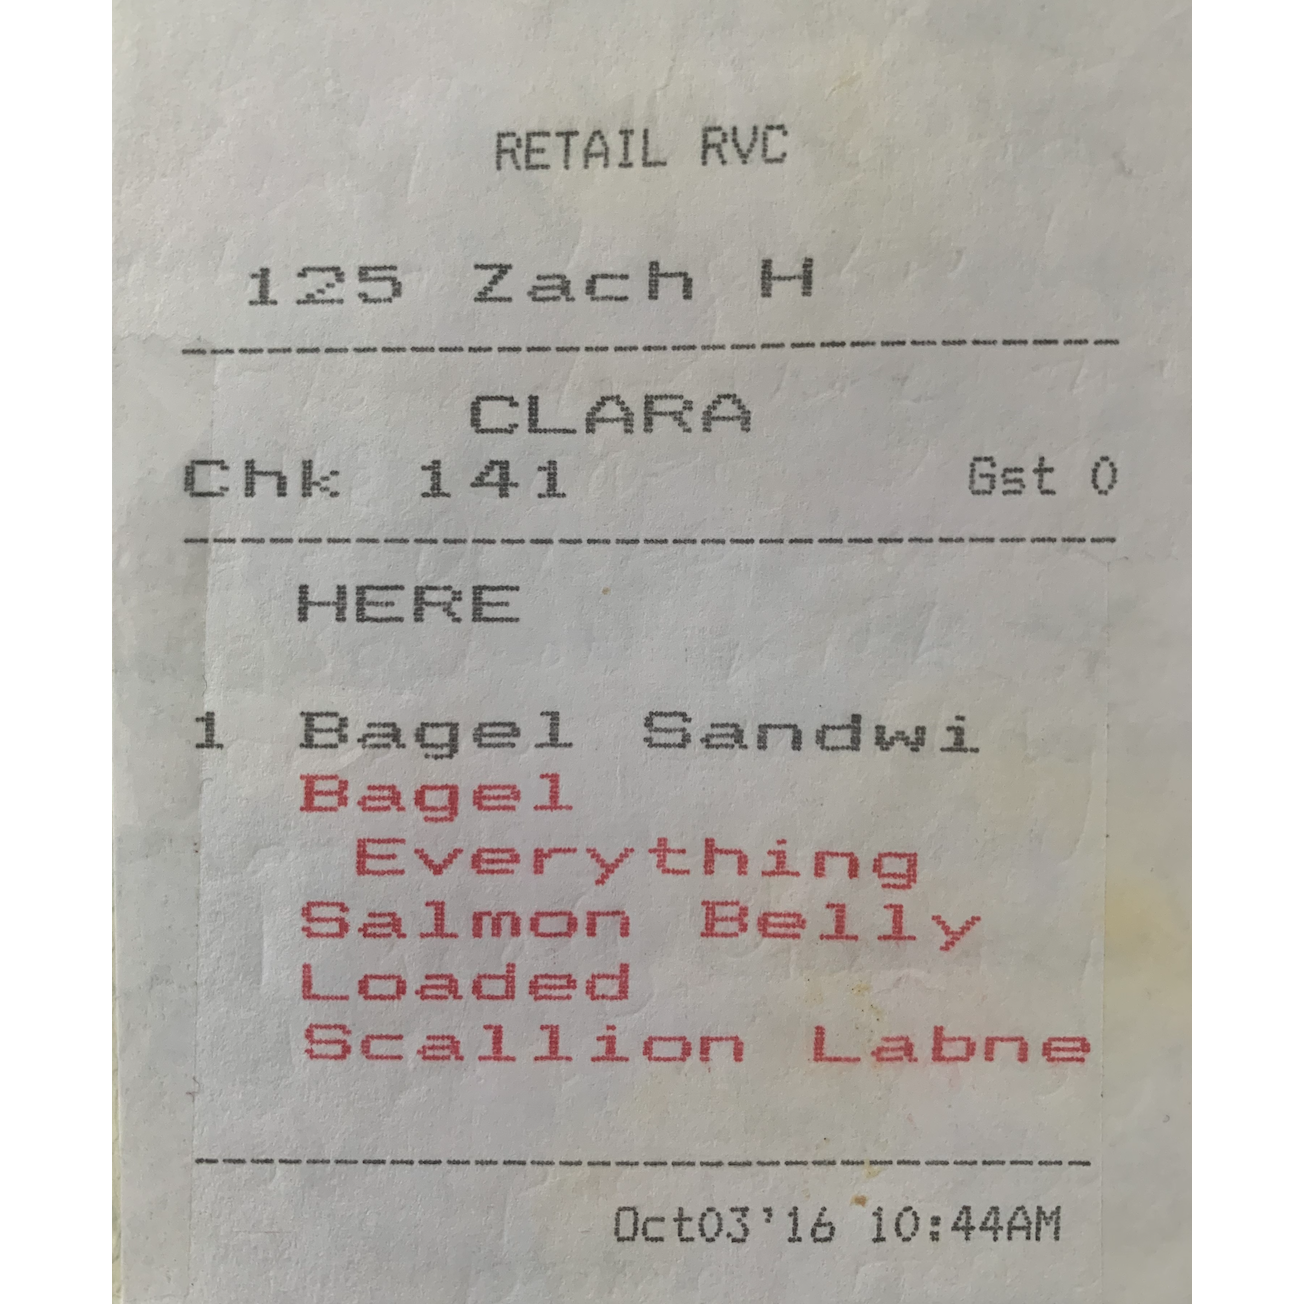 RETAIL RVC
125 Zach H
CLARA
Chk 141 Gst 0
HERE
1 Bagel Sandwi
Bagel
Everything
Salmon Belly
Loaded
Scallion Labne
Oct03'16 10:44AM